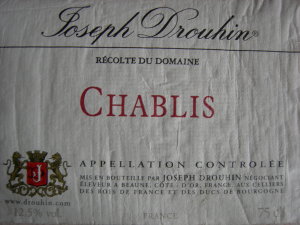 Joseph Drouhin®
RÉCOLTE DU DOMAINE
CHABLIS
APPELLATION CONTROLÉE
MIS EN BOUTEILLE PAR JOSEPH DROUHIN NÉGOCIANT
ÉLEVEUR A BEAUNE, CÔTE-D'OR, FRANCE, AUX CELLIERS
DES ROIS DE FRANCE ET DES DUCS DE BOURGOGNE
JD
www.drouhin.com
12.5% vol.
FRANCE
75 cl